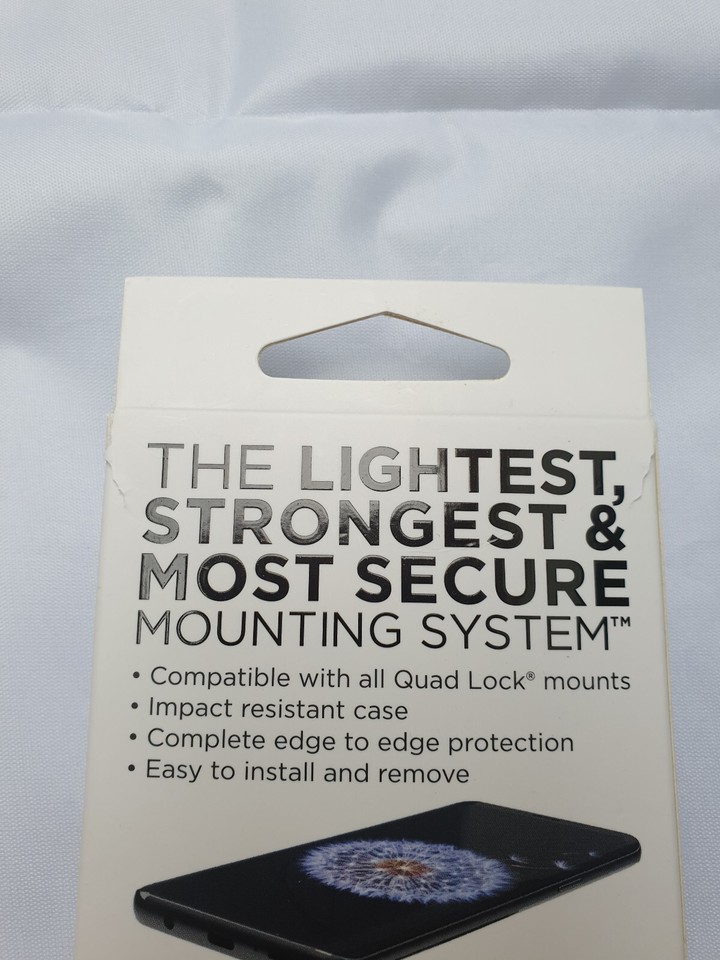 THE LIGHTEST,
STRONGEST &
MOST SECURE
MOUNTING SYSTEM™
• Compatible with all Quad Lock® mounts
• Impact resistant case
• Complete edge to edge protection
• Easy to install and remove